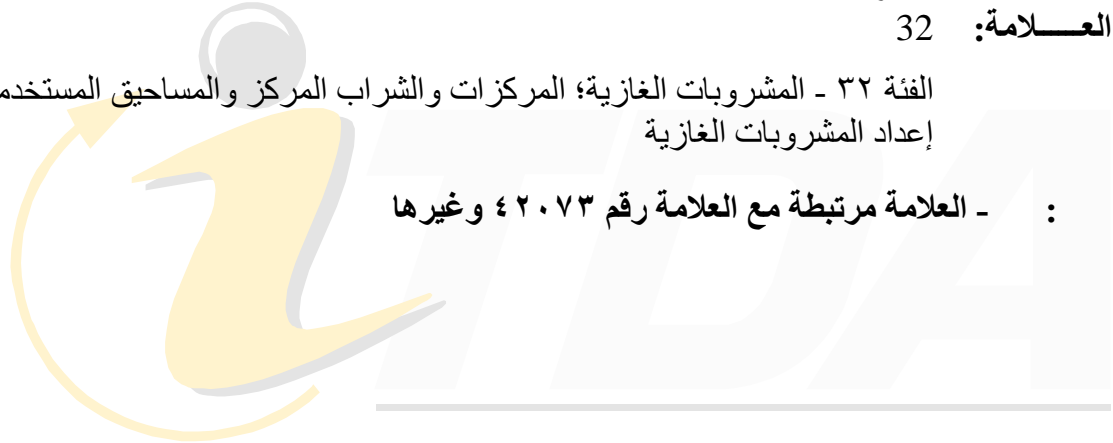 العـــــلامة: 32
الفئة ٣٢ - المشروبات الغازية؛ المركزات والشراب المركز والمساحيق
إعداد المشروبات الغازية
: - العلامة مرتبطة مع العلامة رقم ٤٢٠٧٣ وغيرها
iTDA